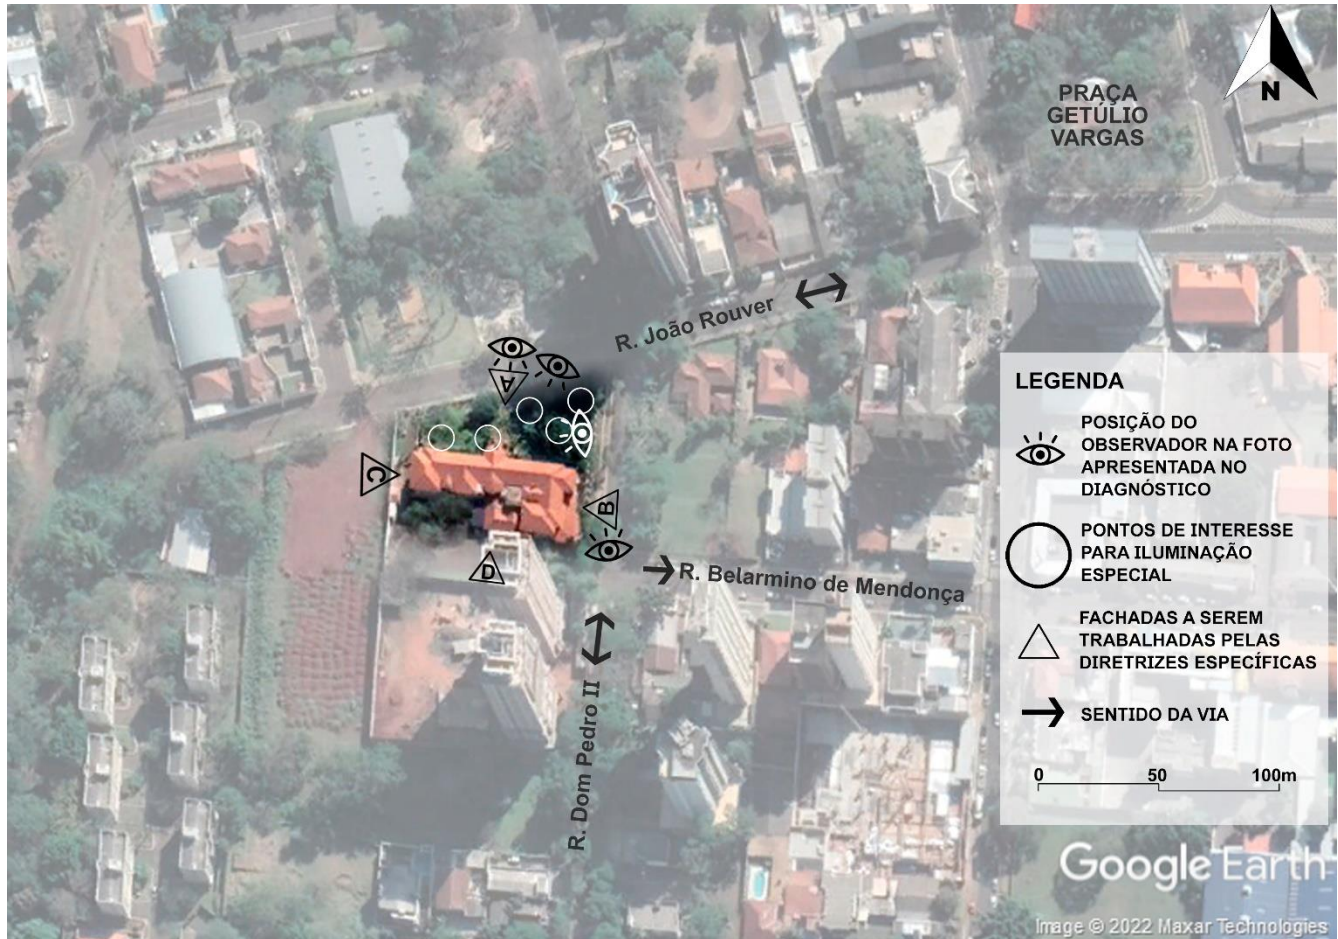 PRAÇA
GETÚLIO
VARGAS
N
R. João Rouver
A
C
B
D
R. Belarmino de Mendonça
R. Dom Pedro II
LEGENDA
POSIÇÃO DO
OBSERVADOR NA FOTO
APRESENTADA NO
DIAGNÓSTICO
PONTOS DE INTERESSE
PARA ILUMINAÇÃO
ESPECIAL
FACHADAS A SEREM
TRABALHADAS PELAS
DIRETRIZES ESPECÍFICAS
SENTIDO DA VIA
0 50 100m
Google Earth
Image © 2022 Maxar Technologies